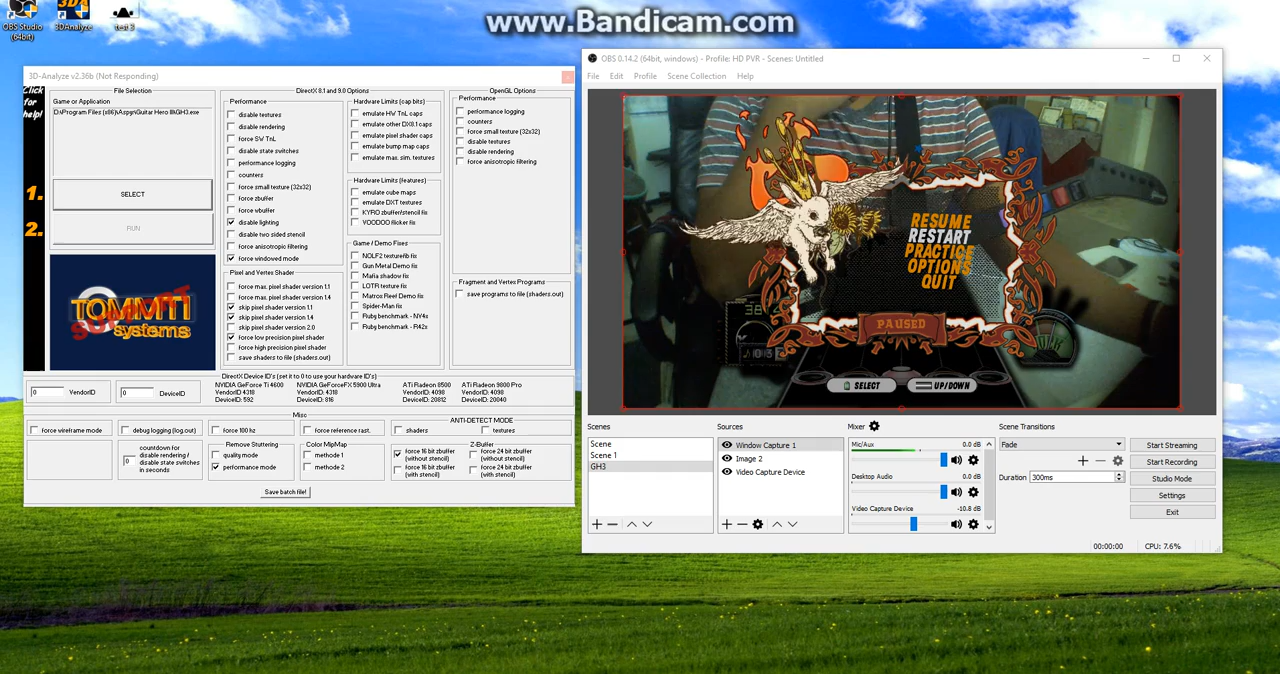 www.Bandicam.com
OBS Studio
(64bit)
3DAnalyze
test 3
3D-Analyze v2.36b (Not Responding)
Click
for
help!
1.
2.
File Selection
Game or Application
SELECT
RUN
TOMMTI
systems
SUPPORT
DirectX 8.1 and 9.0 Options
Performance
disable textures
disable rendering
force SW TnL
disable state switches
performance logging
counters
force small texture (32x32)
force zbuffer
force vbuffer
disable lighting
disable two sided stencil
force anisotropic filtering
force windowed mode
Pixel and Vertex Shader
force max. pixel shader version 1.1
force max. pixel shader version 1.4
skip pixel shader version 1.1
skip pixel shader version 1.4
skip pixel shader version 2.0
force low precision pixel shader
force high precision pixel shader
save shaders to file (shaders.out)
Hardware Limits (cap bits)
emulate HW TnL caps
emulate other DX8.1 caps
emulate pixel shader caps
emulate bump map caps
emulate max. sim. textures
Hardware Limits (features)
emulate cube maps
emulate DXT textures
KYRO zbuffer/stencil fix
VOODOO flicker fix
Game / Demo Fixes
NOLF2 texturefix fix
Gun Metal Demo fix
Mafia shadow fix
LOTR texture fix
Matrox Reef Demo fix
Spider-Man fix
Ruby benchmark - NV4x
Ruby benchmark - R42x
OpenGL Options
Performance
performance logging
counters
force small texture (32x32)
disable textures
disable rendering
force anisotropic filtering
Fragment and Vertex Programs
save programs to file (shaders.out)
DirectX Device ID's (set it to 0 to use your hardware ID's)
0 VendorID
0 DeviceID
NVIDIA GeForce Ti 4600
VendorID 4318
DeviceID: 592
NVIDIA GeForceFX 5900 Ultra
VendorID: 4318
DeviceID: 816
ATi Radeon 8500
VendorID: 4098
DeviceID: 20812
ATi Radeon 9800 Pro
VendorID: 4098
DeviceID: 20040
Misc
force wireframe mode
debug logging (log.out)
force 100 hz
force reference rast.
ANTI-DETECT MODE
shaders
textures
0
countdown for
disable rendering /
disable state switches
in seconds
Remove Stuttering
quality mode
performance mode
Color MipMap
methode 1
methode 2
Z-Buffer
force 16 bit zbuffer
(without stencil)
force 16 bit zbuffer
(with stencil)
force 24 bit zbuffer
(without stencil)
force 24 bit zbuffer
(with stencil)
Save batch file!
OBS 0.14.2 (64bit, windows) - Profile: HD PVR - Scenes: Untitled
File Edit Profile Scene Collection Help
RESUME
RESTART
PRACTICE
OPTIONS
QUIT
PAUSED
SELECT
UP/DOWN
Scenes
Scene
Scene 1
GH3
Sources
Window Capture 1
Image 2
Video Capture Device
Mixer
Mic/Aux 0.0 dB
Desktop Audio 0.0 dB
Video Capture Device -10.8 dB
Scene Transitions
Fade
Duration 300ms
Start Streaming
Start Recording
Studio Mode
Settings
Exit
00:00:00 CPU: 7.6%